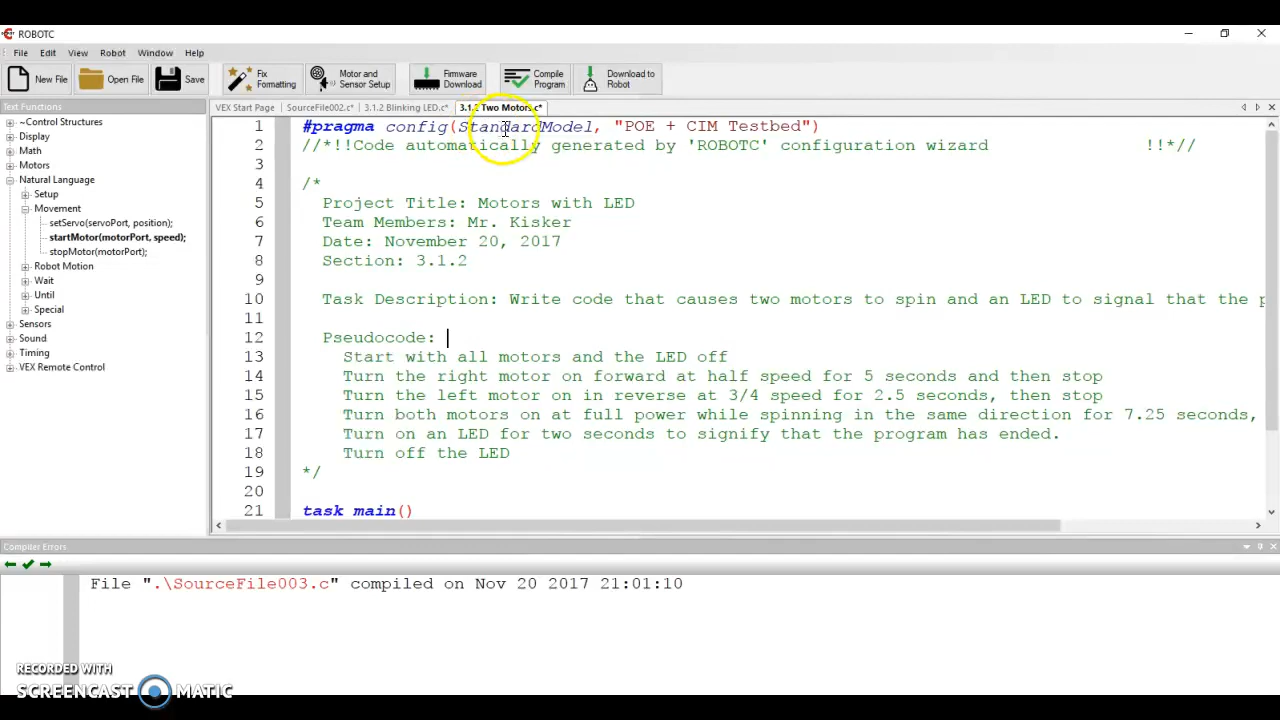 ROBOTC
File Edit View Robot Window Help
New File Open File Save Fix Formatting Motor and Sensor Setup Firmware Download Compile Program Download to Robot
Text Functions
VEX Start Page SourceFile002.c* 3.1.2 Blinking LED.c* Two Motors.c*
~Control Structures
Display
Math
Motors
Natural Language
Setup
Movement
setServo(servoPort, position);
startMotor(motorPort, speed);
stopMotor(motorPort);
Robot Motion
Wait
Until
Special
Sensors
Sound
Timing
VEX Remote Control
1 #pragma config(StandardModel, "POE + CIM Testbed")
2 //*!!Code automatically generated by 'ROBOTC' configuration wizard !!*//
3
4 /*
5 Project Title: Motors with LED
6 Team Members: Mr. Kisker
7 Date: November 20, 2017
8 Section: 3.1.2
9
10 Task Description: Write code that causes two motors to spin and an LED to signal that the p
11
12 Pseudocode:
13 Start with all motors and the LED off
14 Turn the right motor on forward at half speed for 5 seconds and then stop
15 Turn the left motor on in reverse at 3/4 speed for 2.5 seconds, then stop
16 Turn both motors on at full power while spinning in the same direction for 7.25 seconds,
17 Turn on an LED for two seconds to signify that the program has ended.
18 Turn off the LED
19 */
20
21 task main()
Compiler Errors
File ".\SourceFile003.c" compiled on Nov 20 2017 21:01:10
RECORDED WITH
SCREENCAST MATIC